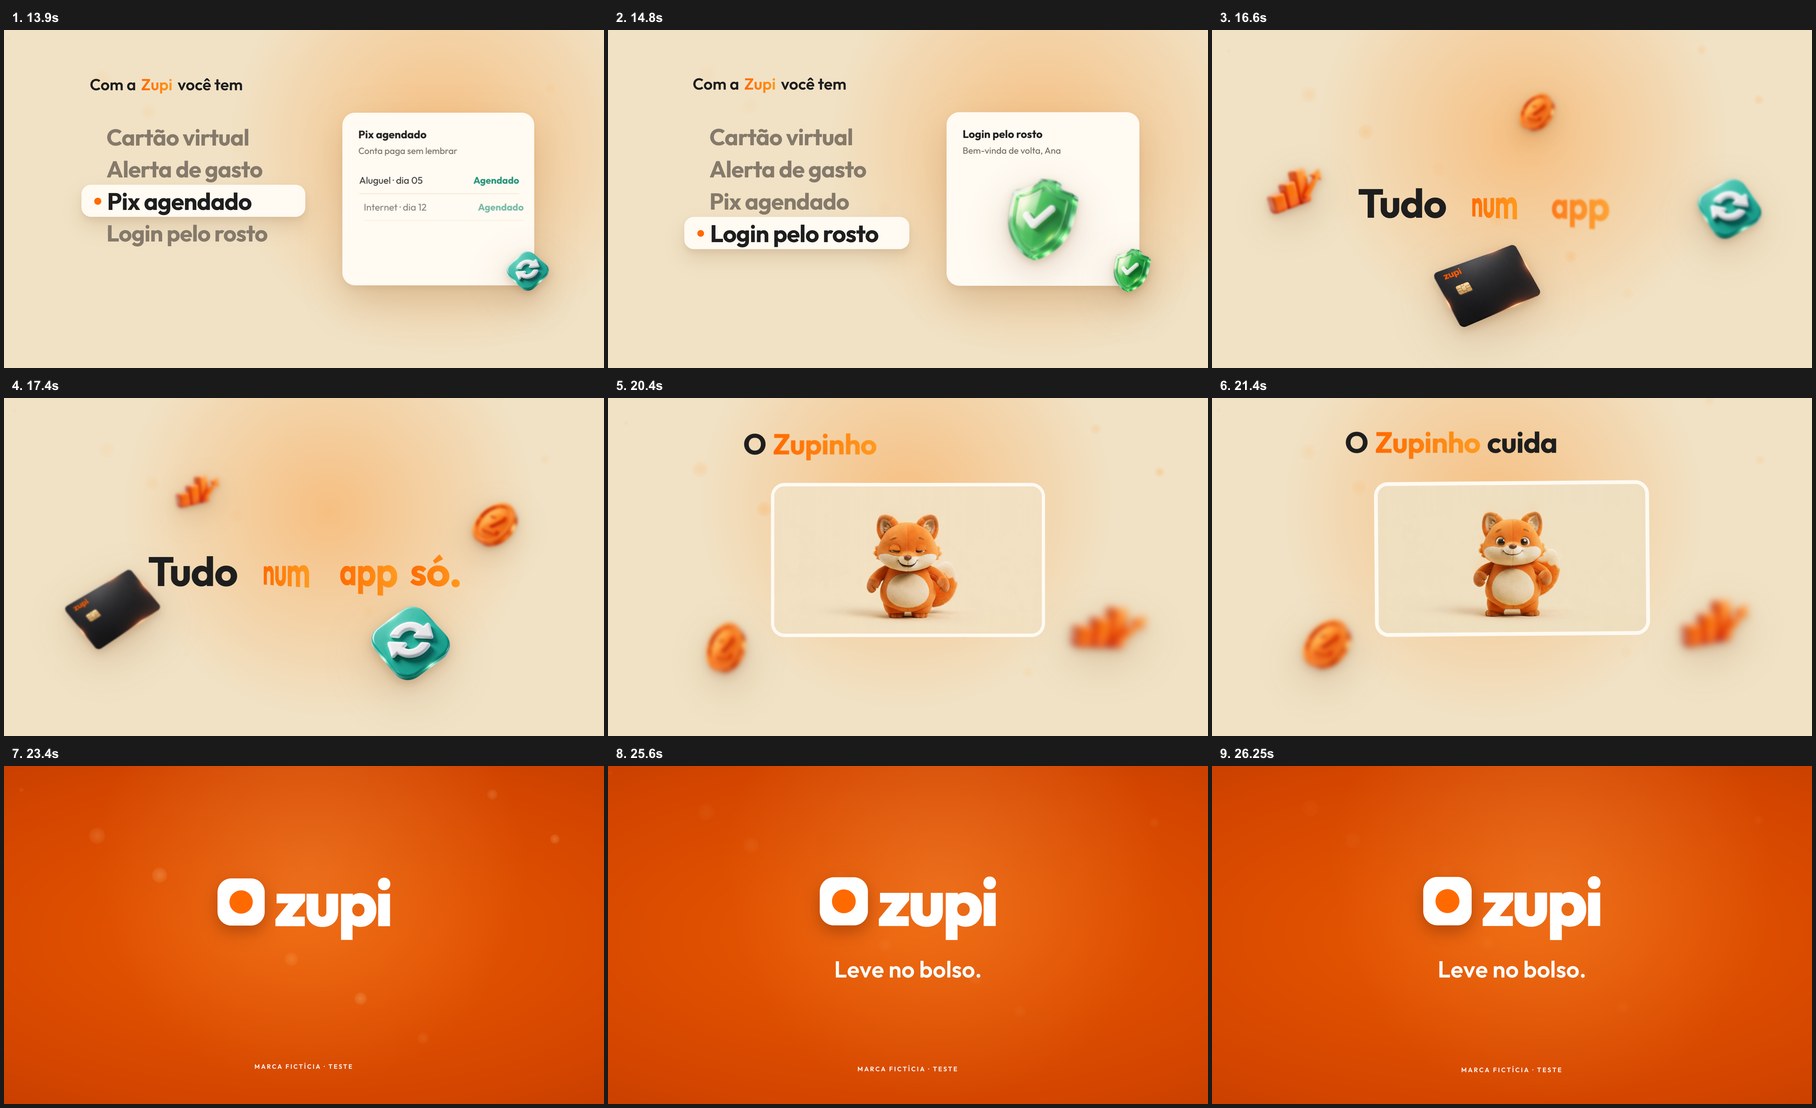 1. 13.9s
Com a Zupi você tem
Cartão virtual
Alerta de gasto
Pix agendado
Login pelo rosto
Pix agendado
Conta paga sem lembrar
Aluguel · dia 05 Agendado
Internet · dia 12 Agendado
2. 14.8s
Com a Zupi você tem
Cartão virtual
Alerta de gasto
Pix agendado
Login pelo rosto
Login pelo rosto
Bem-vinda de volta, Ana
3. 16.6s
Tudo num app
zupi
4. 17.4s
Tudo num app só.
zupi
5. 20.4s
O Zupinho
6. 21.4s
O Zupinho cuida
7. 23.4s
zupi
MARCA FICTÍCIA · TESTE
8. 25.6s
zupi
Leve no bolso.
MARCA FICTÍCIA · TESTE
9. 26.25s
zupi
Leve no bolso.
MARCA FICTÍCIA · TESTE